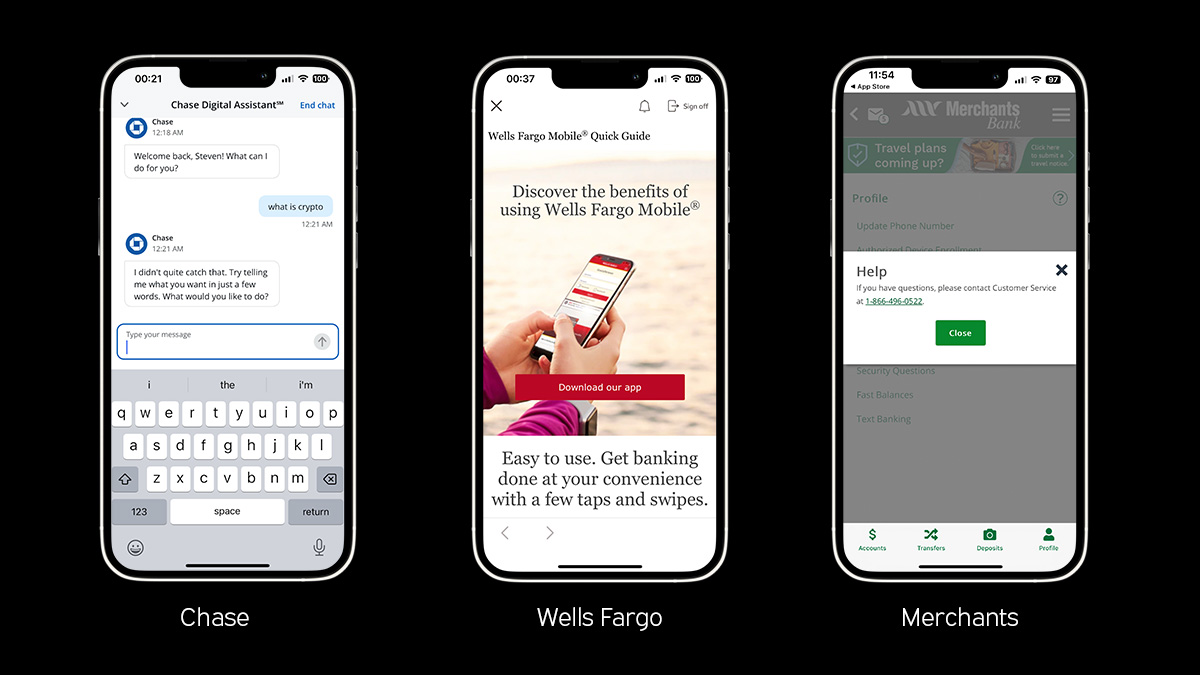 00:21
100
Chase Digital Assistant℠
End chat
Chase
12:18 AM
Welcome back, Steven! What can I
do for you?
what is crypto
12:21 AM
Chase
12:21 AM
I didn't quite catch that. Try telling
me what you want in just a few
words. What would you like to do?
Type your message
i
the
i'm
q w e r t y u i o p
a s d f g h j k l
z x c v b n m
123
space
return
Chase
00:37
100
Sign off
Wells Fargo Mobile® Quick Guide
Discover the benefits of
using Wells Fargo Mobile®
Download our app
Easy to use. Get banking
done at your convenience
with a few taps and swipes.
Wells Fargo
11:54
97
App Store
Merchants
Bank
Travel plans
coming up?
Click here
to submit a
travel notice
Profile
?
Update Phone Number
Authorized Device Enrollment
Help
If you have questions, please contact Customer Service
at 1-866-496-0522.
Close
Security Questions
Fast Balances
Text Banking
$
Accounts
Transfers
Deposits
Profile
Merchants